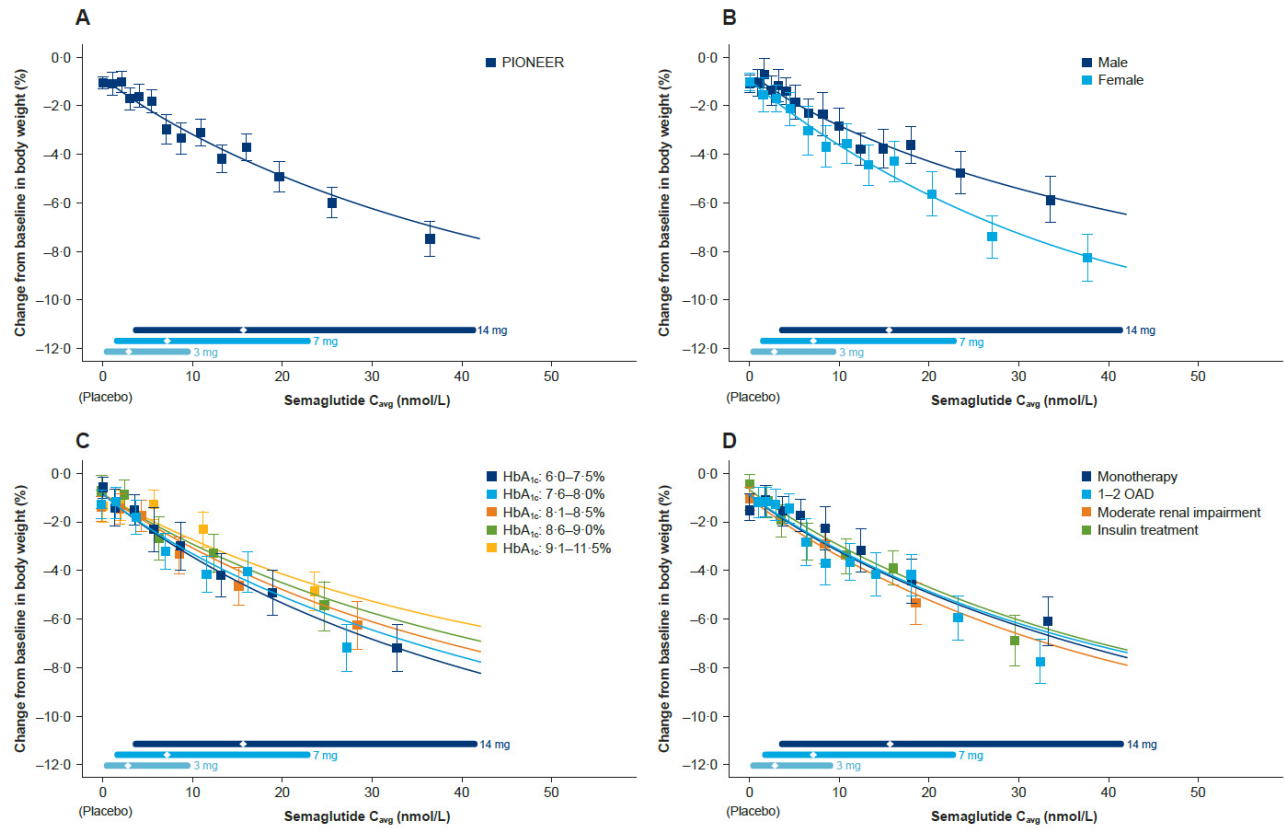 A
Change from baseline in body weight (%)
0·0
–2·0
–4·0
–6·0
–8·0
–10·0
–12·0
PIONEER
14 mg
7 mg
3 mg
0 10 20 30 40 50
(Placebo)
Semaglutide Cavg (nmol/L)
B
Change from baseline in body weight (%)
0·0
–2·0
–4·0
–6·0
–8·0
–10·0
–12·0
Male
Female
14 mg
7 mg
3 mg
0 10 20 30 40 50
(Placebo)
Semaglutide Cavg (nmol/L)
C
Change from baseline in body weight (%)
0·0
–2·0
–4·0
–6·0
–8·0
–10·0
–12·0
HbA1c: 6·0–7·5%
HbA1c: 7·6–8·0%
HbA1c: 8·1–8·5%
HbA1c: 8·6–9·0%
HbA1c: 9·1–11·5%
14 mg
7 mg
3 mg
0 10 20 30 40 50
(Placebo)
Semaglutide Cavg (nmol/L)
D
Change from baseline in body weight (%)
0·0
–2·0
–4·0
–6·0
–8·0
–10·0
–12·0
Monotherapy
1–2 OAD
Moderate renal impairment
Insulin treatment
14 mg
7 mg
3 mg
0 10 20 30 40 50
(Placebo)
Semaglutide Cavg (nmol/L)